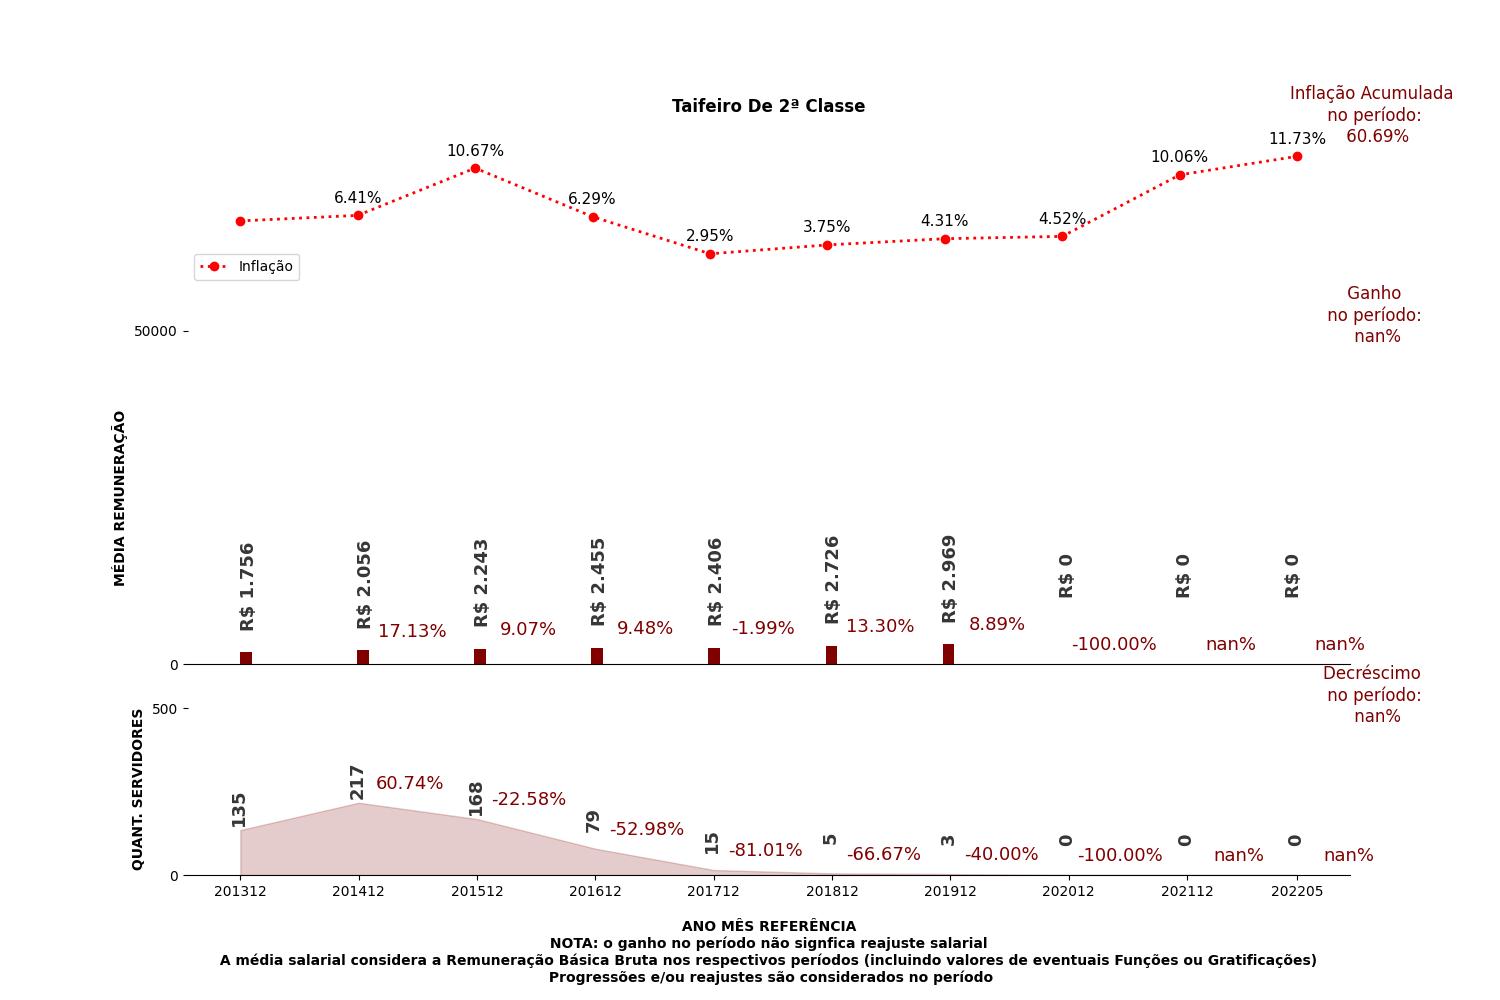 Taifeiro De 2ª Classe
Inflação Acumulada
no período:
60.69%
6.41%
10.67%
6.29%
2.95%
3.75%
4.31%
4.52%
10.06%
11.73%
Inflação
Ganho
no período:
nan%
50000
0
MÉDIA REMUNERAÇÃO
R$ 1.756
R$ 2.056
R$ 2.243
R$ 2.455
R$ 2.406
R$ 2.726
R$ 2.969
R$ 0
R$ 0
R$ 0
17.13%
9.07%
9.48%
-1.99%
13.30%
8.89%
-100.00%
nan%
nan%
Decréscimo
no período:
nan%
500
0
QUANT. SERVIDORES
135
217
168
79
15
5
3
0
0
0
60.74%
-22.58%
-52.98%
-81.01%
-66.67%
-40.00%
-100.00%
nan%
nan%
201312
201412
201512
201612
201712
201812
201912
202012
202112
202205
ANO MÊS REFERÊNCIA
NOTA: o ganho no período não signfica reajuste salarial
A média salarial considera a Remuneração Básica Bruta nos respectivos períodos (incluindo valores de eventuais Funções ou Gratificações)
Progressões e/ou reajustes são considerados no período